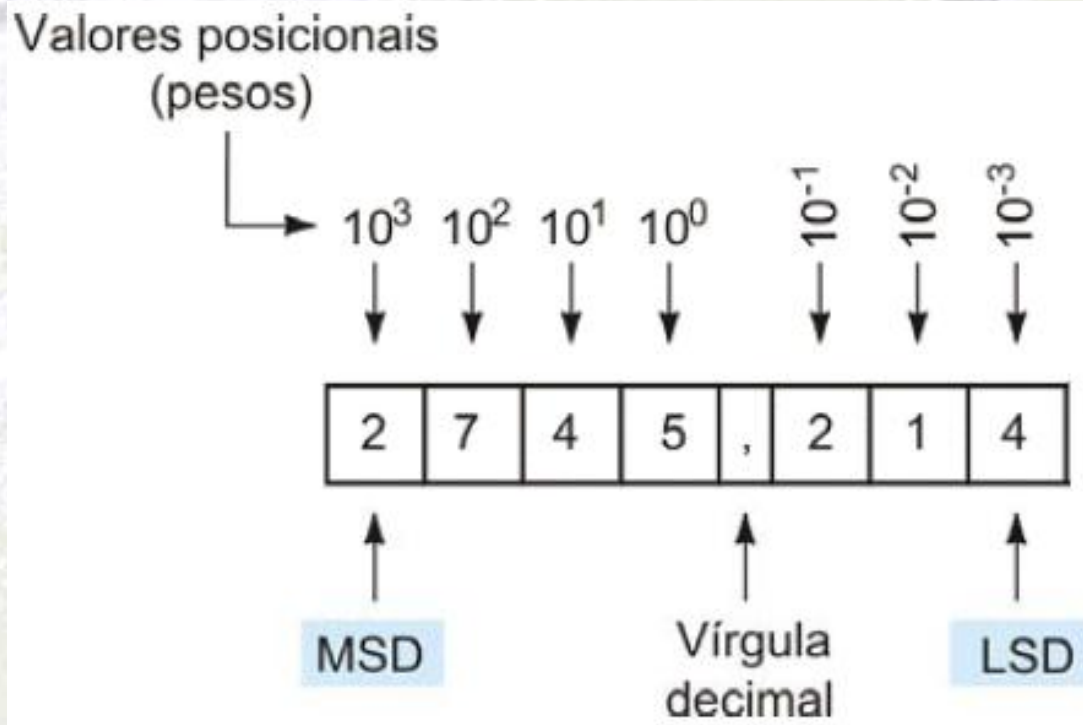 Valores posicionais
(pesos)
10³ 10² 10¹ 10⁰ 10⁻¹ 10⁻² 10⁻³
2 7 4 5 , 2 1 4
MSD
Vírgula
decimal
LSD